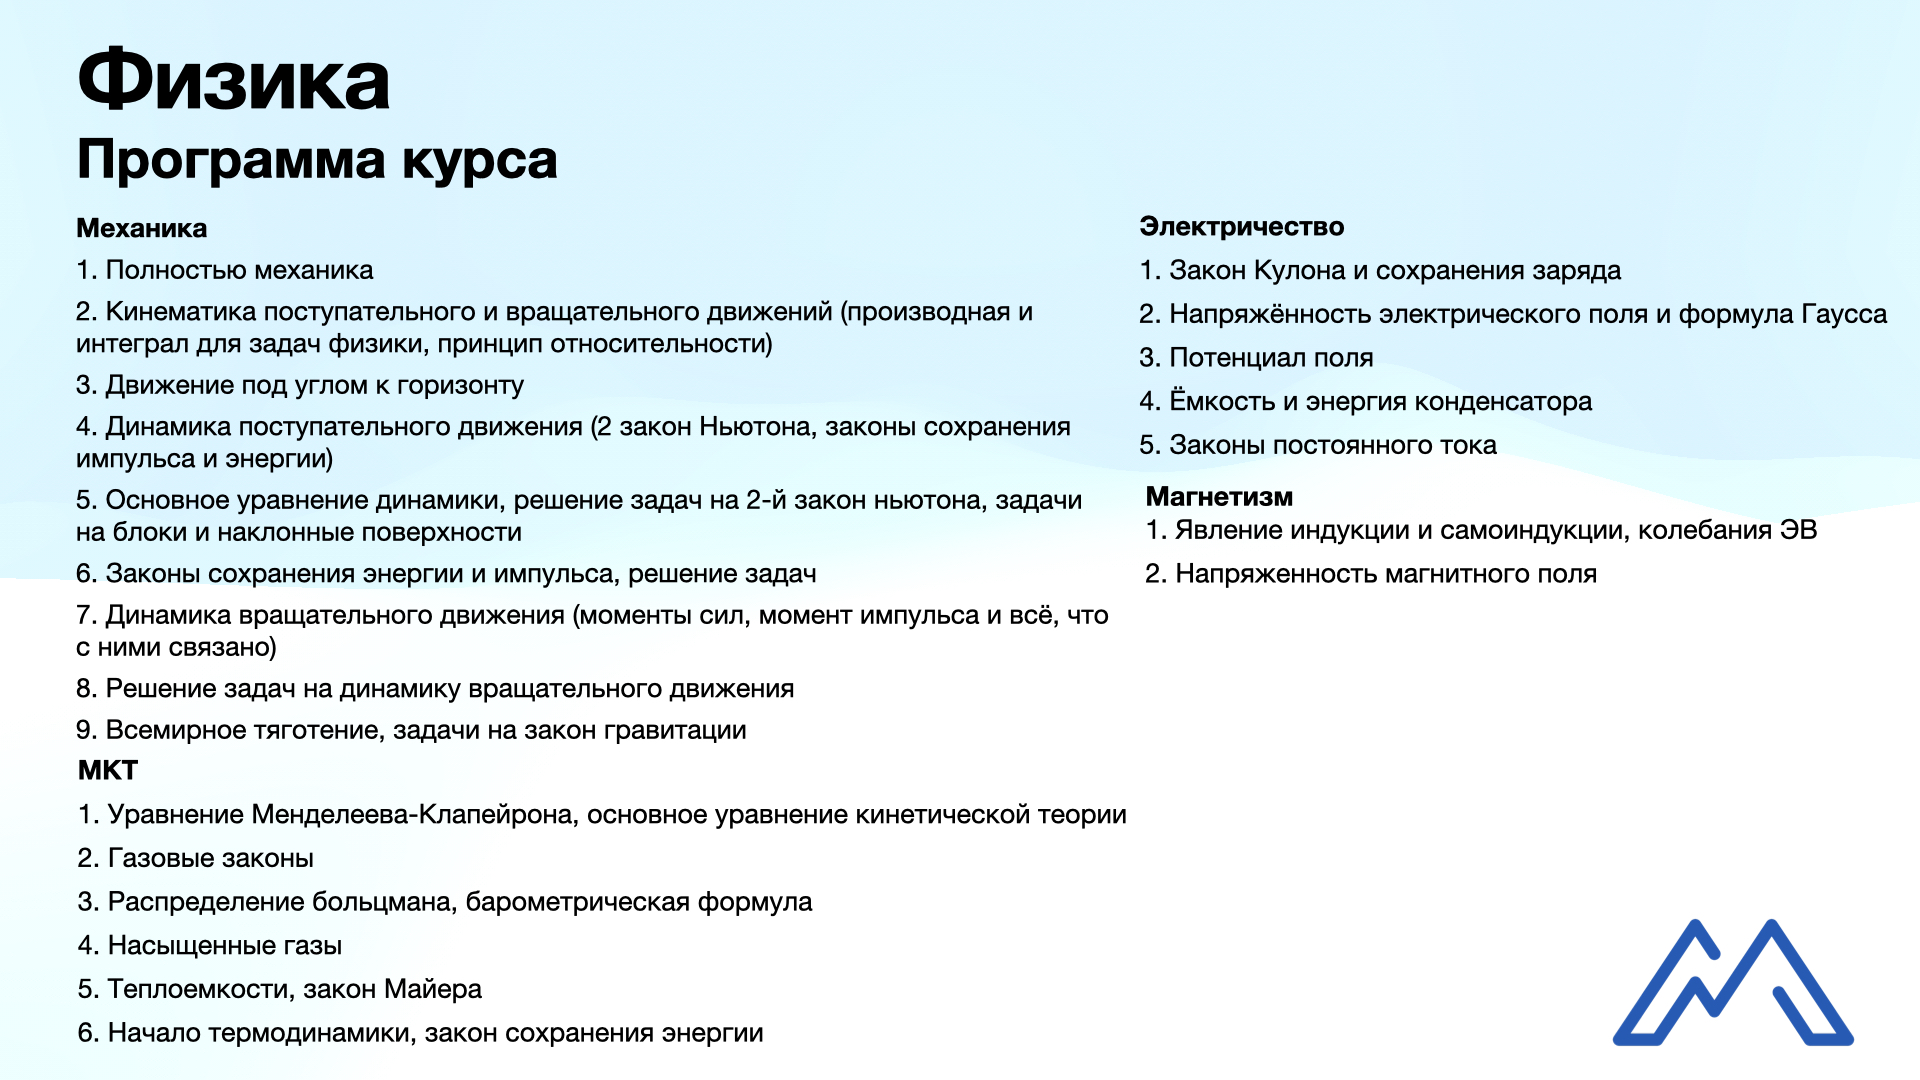 Физика
Программа курса
Механика
1. Полностью механика
2. Кинематика поступательного и вращательного движений (производная и
интеграл для задач физики, принцип относительности)
3. Движение под углом к горизонту
4. Динамика поступательного движения (2 закон Ньютона, законы сохранения
импульса и энергии)
5. Основное уравнение динамики, решение задач на 2-й закон ньютона, задачи
на блоки и наклонные поверхности
6. Законы сохранения энергии и импульса, решение задач
7. Динамика вращательного движения (моменты сил, момент импульса и всё, что
с ними связано)
8. Решение задач на динамику вращательного движения
9. Всемирное тяготение, задачи на закон гравитации
МКТ
1. Уравнение Менделеева-Клапейрона, основное уравнение кинетической теории
2. Газовые законы
3. Распределение больцмана, барометрическая формула
4. Насыщенные газы
5. Теплоемкости, закон Майера
6. Начало термодинамики, закон сохранения энергии
Электричество
1. Закон Кулона и сохранения заряда
2. Напряжённость электрического поля и формула Гаусса
3. Потенциал поля
4. Ёмкость и энергия конденсатора
5. Законы постоянного тока
Магнетизм
1. Явление индукции и самоиндукции, колебания ЭВ
2. Напряженность магнитного поля